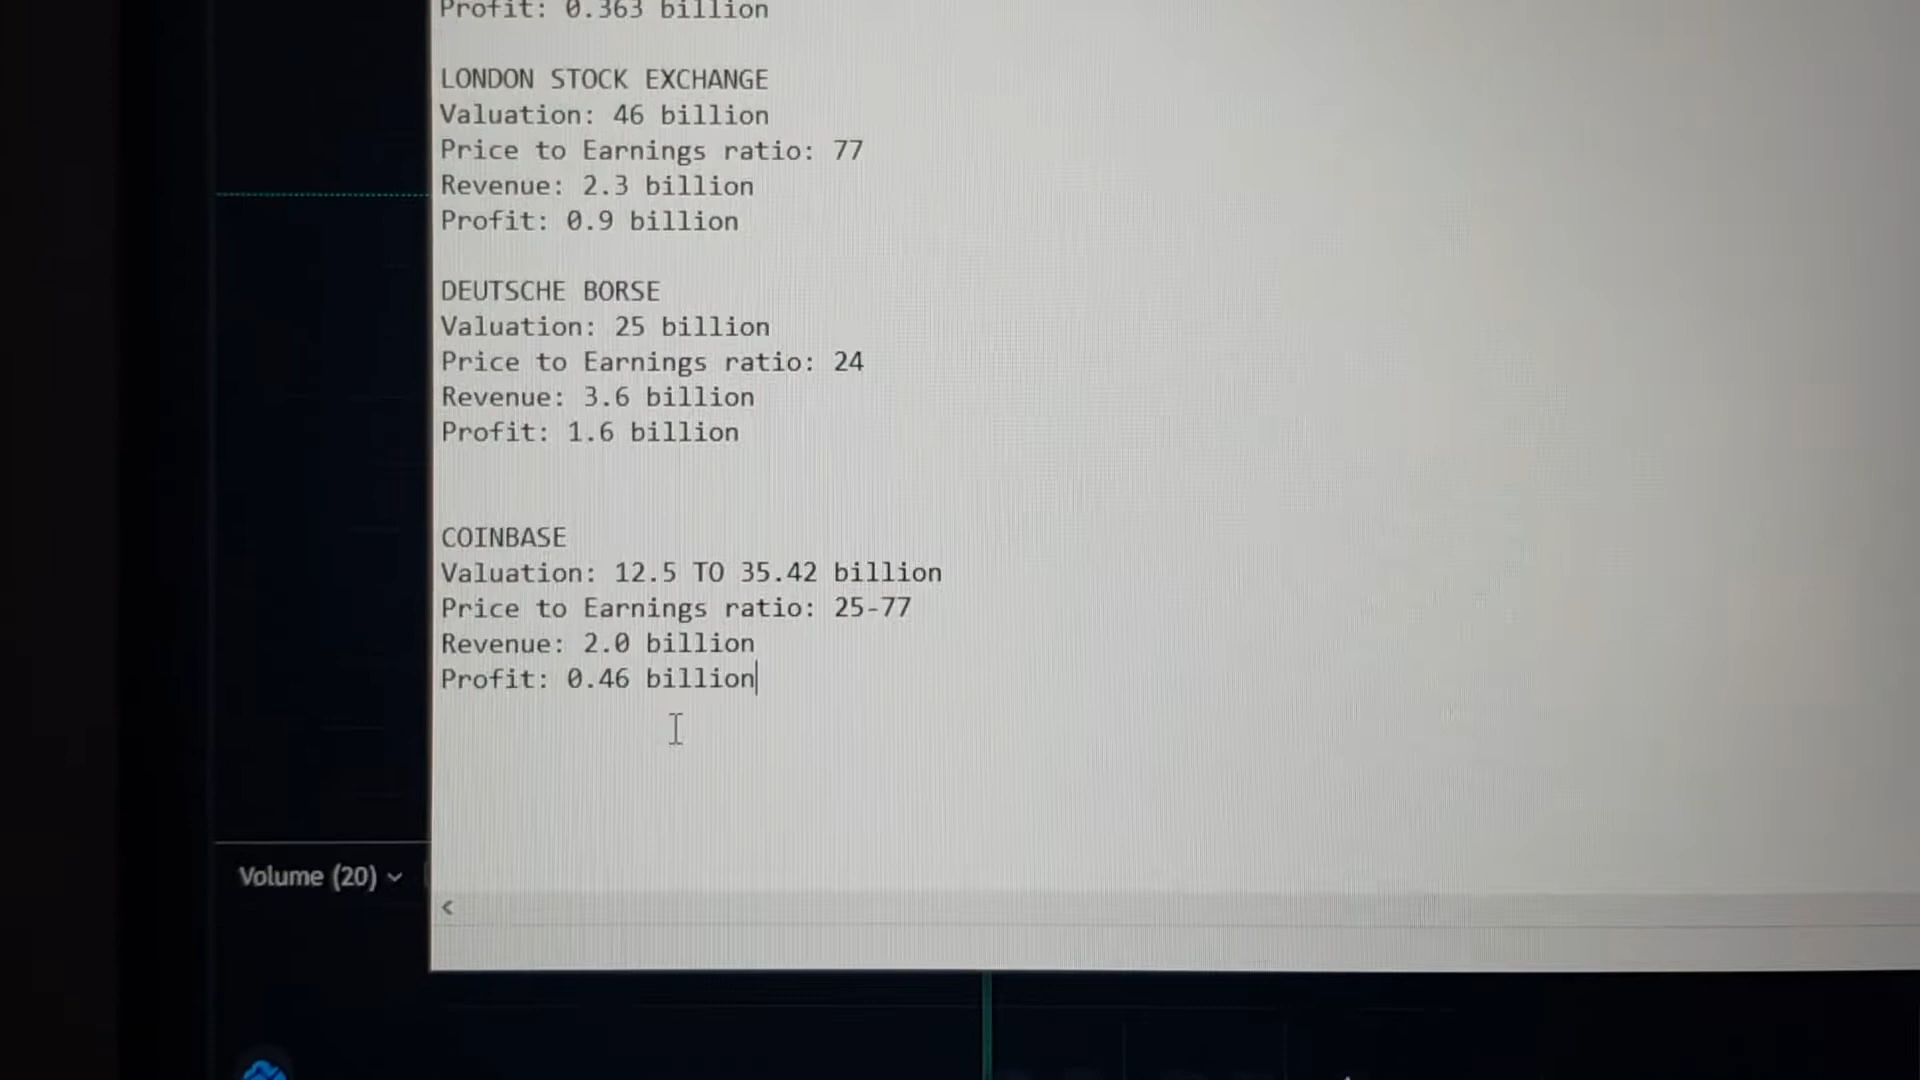 Profit: 0.363 billion
LONDON STOCK EXCHANGE
Valuation: 46 billion
Price to Earnings ratio: 77
Revenue: 2.3 billion
Profit: 0.9 billion
DEUTSCHE BORSE
Valuation: 25 billion
Price to Earnings ratio: 24
Revenue: 3.6 billion
Profit: 1.6 billion
COINBASE
Valuation: 12.5 TO 35.42 billion
Price to Earnings ratio: 25-77
Revenue: 2.0 billion
Profit: 0.46 billion
Volume (20)